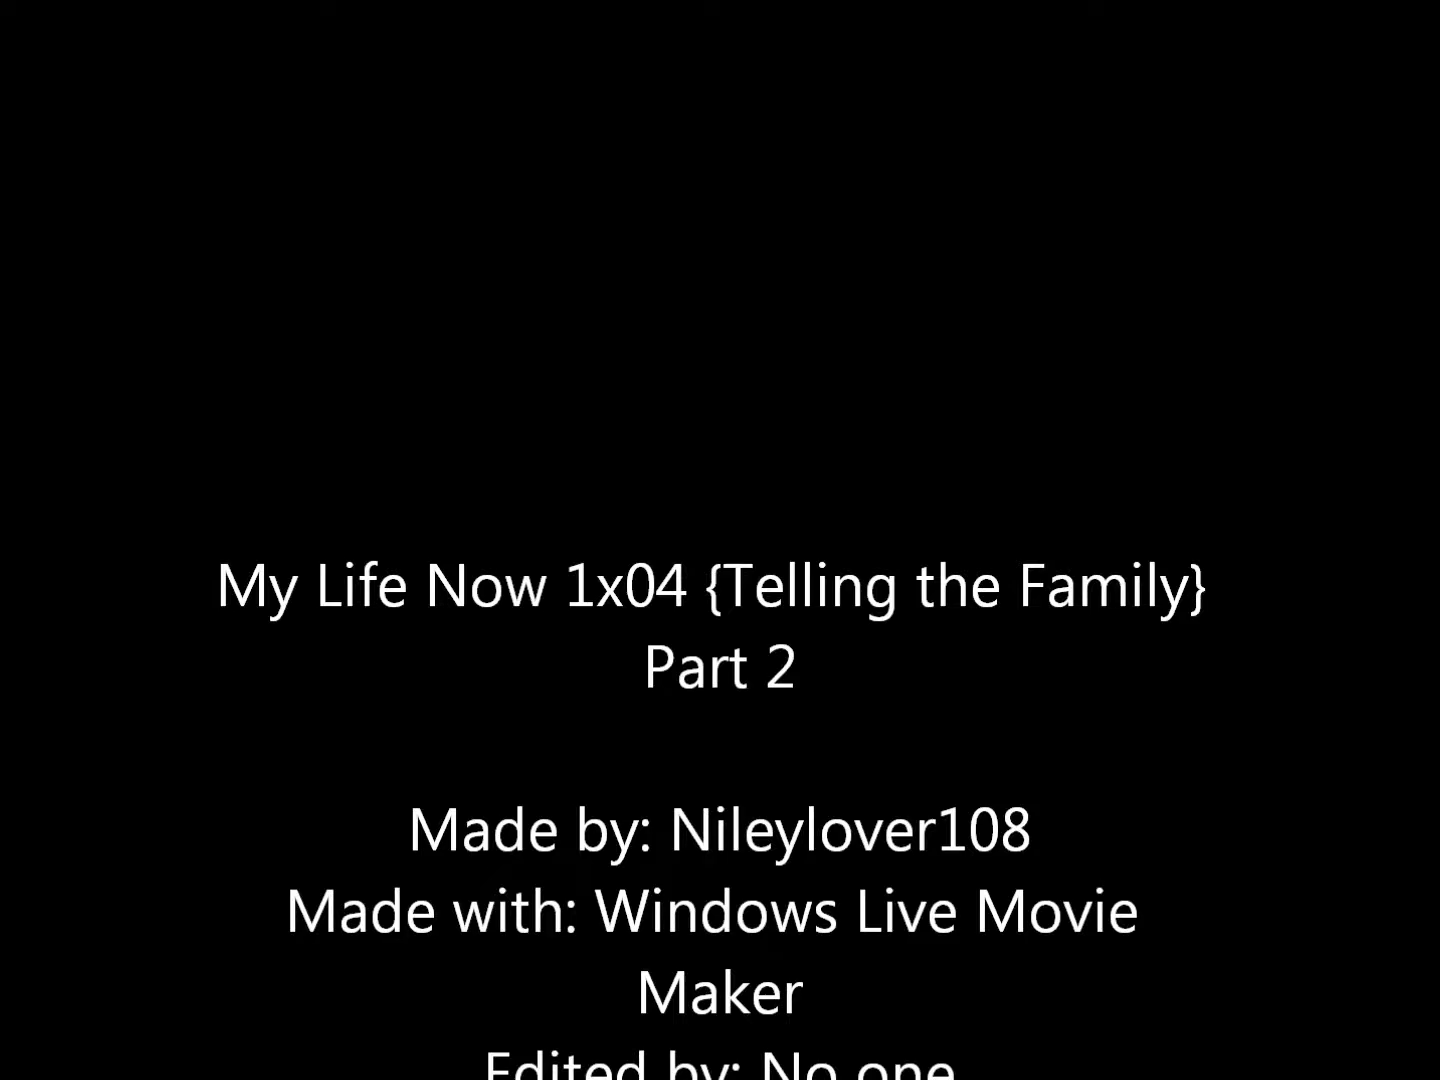 My Life Now 1x04 {Telling the Family}
Part 2
Made by: Nileylover108
Made with: Windows Live Movie
Maker
Edited by: No one